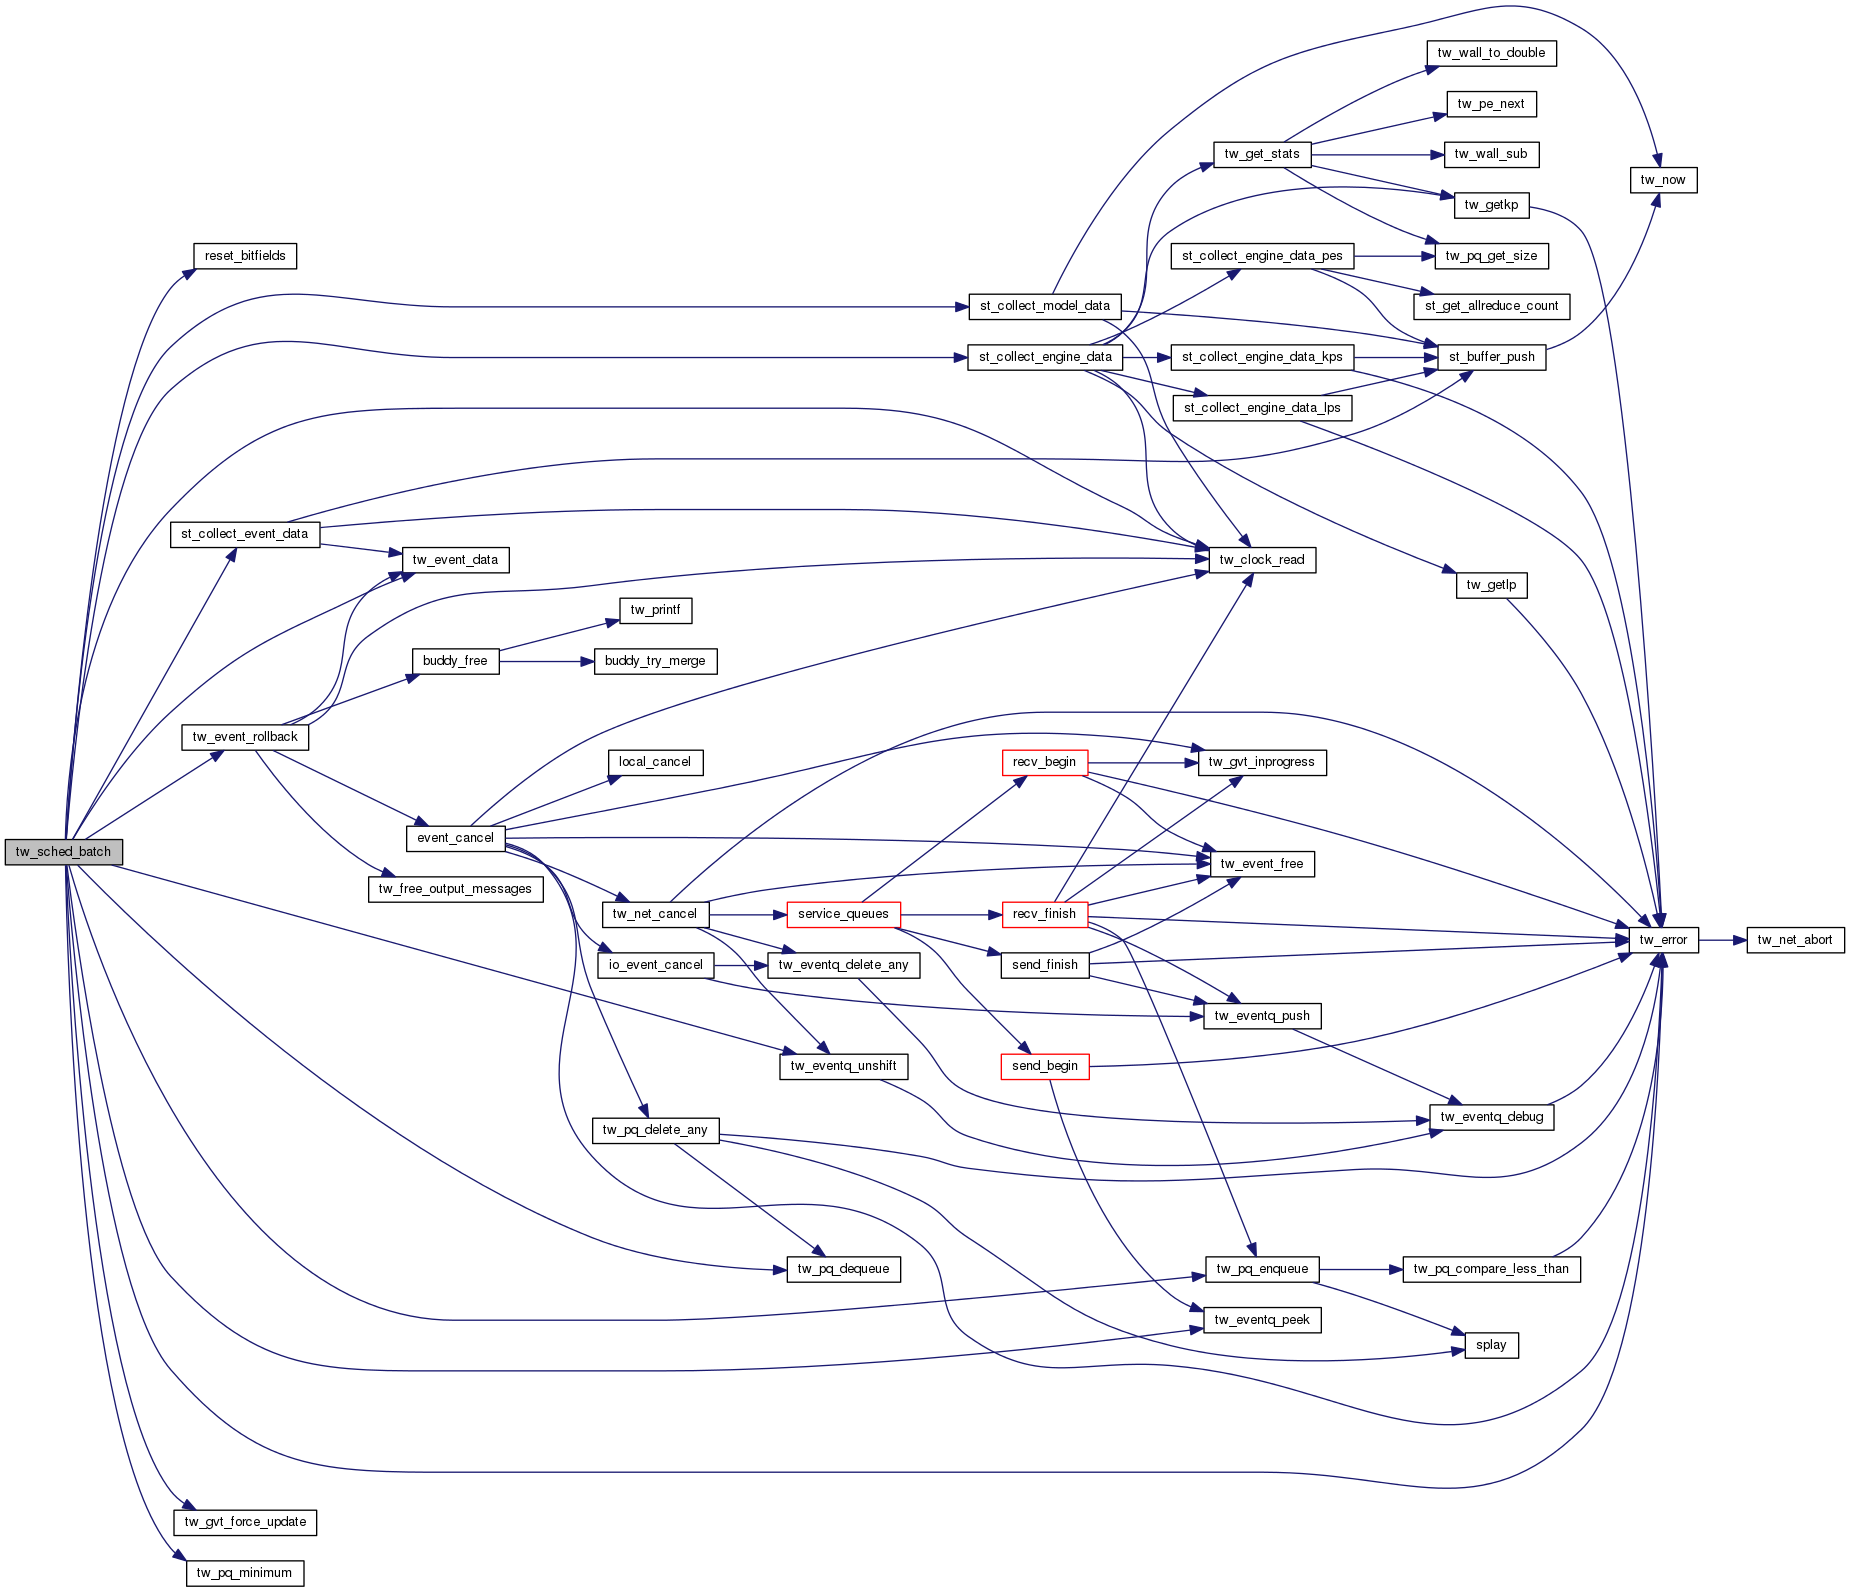 tw_wall_to_double
tw_pe_next
tw_get_stats
tw_wall_sub
tw_now
tw_getkp
reset_bitfields
st_collect_engine_data_pes
tw_pq_get_size
st_collect_model_data
st_get_allreduce_count
st_collect_engine_data
st_collect_engine_data_kps
st_buffer_push
st_collect_engine_data_lps
st_collect_event_data
tw_event_data
tw_clock_read
tw_getlp
tw_printf
buddy_free
buddy_try_merge
tw_event_rollback
local_cancel
recv_begin
tw_gvt_inprogress
event_cancel
tw_sched_batch
tw_event_free
tw_free_output_messages
tw_net_cancel
service_queues
recv_finish
tw_error
tw_net_abort
io_event_cancel
tw_eventq_delete_any
send_finish
tw_eventq_push
tw_eventq_unshift
send_begin
tw_eventq_debug
tw_pq_delete_any
tw_pq_dequeue
tw_pq_enqueue
tw_pq_compare_less_than
tw_eventq_peek
splay
tw_gvt_force_update
tw_pq_minimum